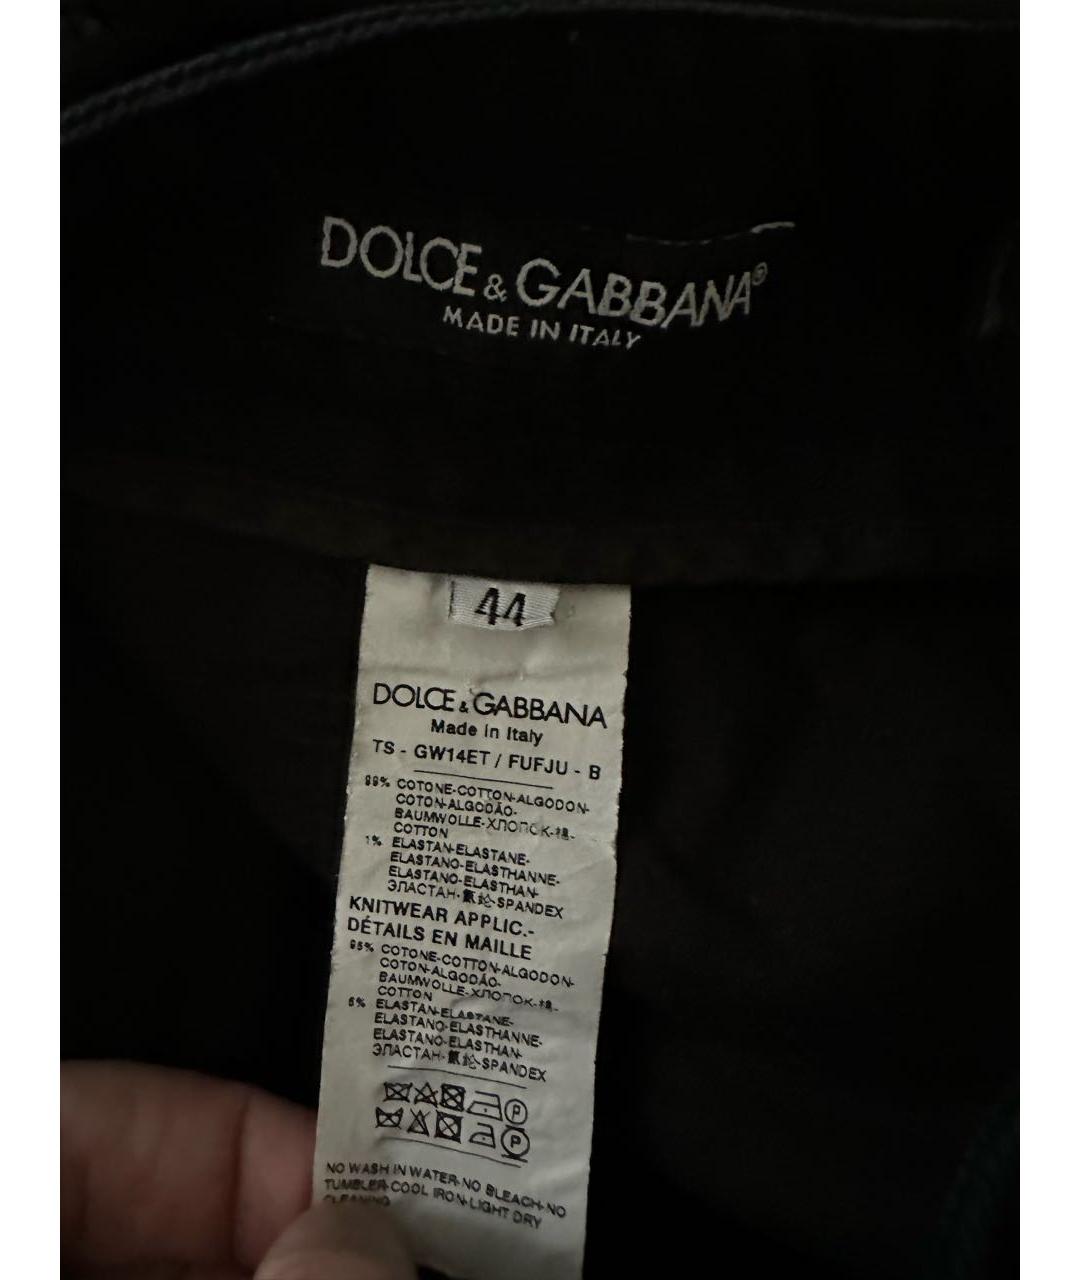 DOLCE & GABBANA®
MADE IN ITALY
44
DOLCE & GABBANA
Made in Italy
TS - GW14ET / FUFJU - B
99% COTONE-COTTON-ALGODON-
COTON-ALGODÃO-
BAUMWOLLE-ХЛОПОК-棉-
COTTON
1% ELASTAN-ELASTANE-
ELASTANO-ELASTHANNE-
ELASTANO-ELASTHAN-
ЭЛАСТАН-氨纶-SPANDEX
KNITWEAR APPLIC.-
DÉTAILS EN MAILLE
95% COTONE-COTTON-ALGODON-
COTON-ALGODÃO-
BAUMWOLLE-ХЛОПОК-棉-
COTTON
5% ELASTAN-ELASTANE-
ELASTANO-ELASTHANNE-
ELASTANO-ELASTHAN-
ЭЛАСТАН-氨纶-SPANDEX
P
P
NO WASH IN WATER-NO BLEACH-NO
TUMBLER-COOL IRON-LIGHT DRY
CLEANING